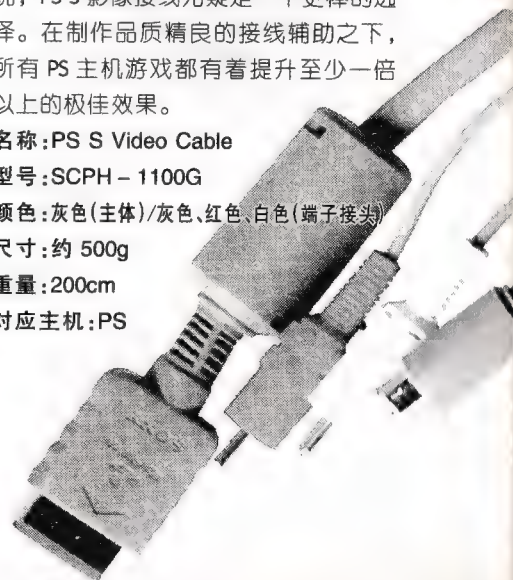 说，PS S 影像接线无疑是一个更棒的选
择。在制作品质精良的接线辅助之下，
所有 PS 主机游戏都有着提升至少一倍
以上的极佳效果。
名称：PS S Video Cable
型号：SCPH – 1100G
颜色：灰色(主体)/灰色、红色、白色(端子接头)
尺寸：约 500g
重量：200cm
对应主机：PS